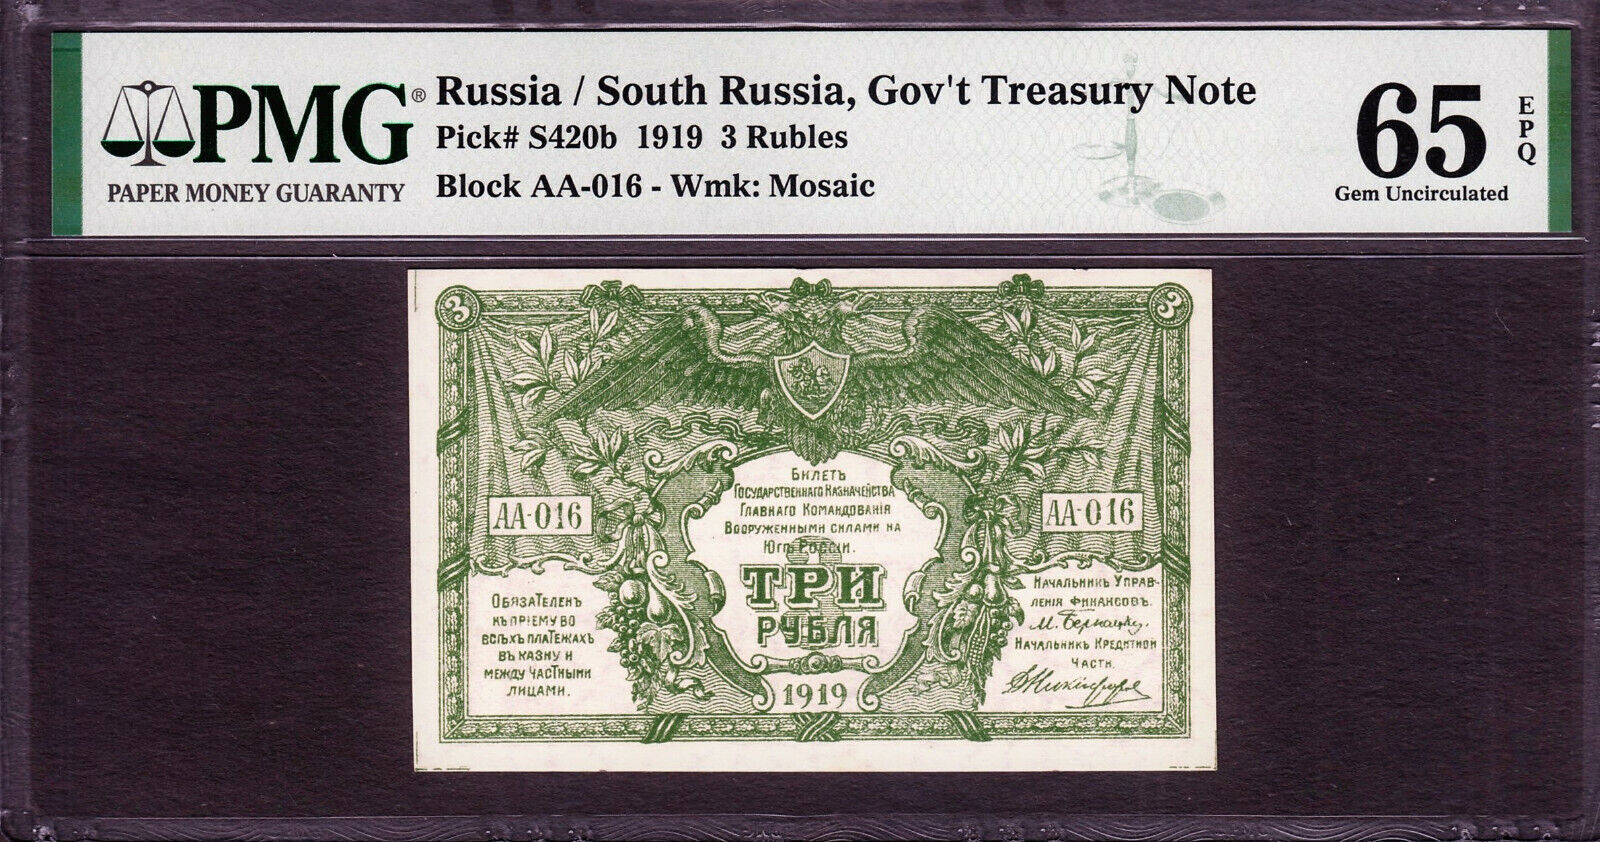 PMG® Russia / South Russia, Gov't Treasury Note
Pick# S420b 1919 3 Rubles
PAPER MONEY GUARANTY
Block AA-016 - Wmk: Mosaic
65
EPQ
Gem Uncirculated
3
3
АА-016
АА-016
Билетъ
Государственнаго Казначейства
Главнаго Командованія
Вооруженными силами на
Югѣ Россіи.
ТРИ
РУБЛЯ
1919
Обязателенъ
къ пріему во
всѣхъ платежахъ
въ казну и
между частными
лицами.
Начальникъ Управ-
ленія финансовъ.
М. Бернацкій.
Начальникъ Кредитной
Части.